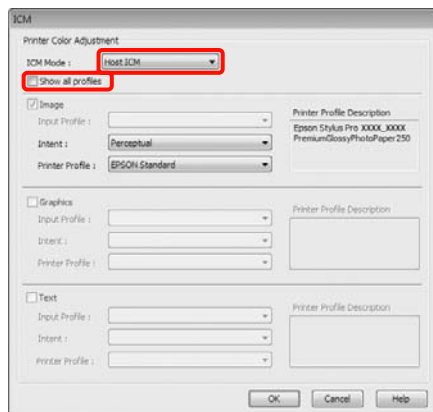 ICM
Printer Color Adjustment
ICM Mode : Host ICM
Show all profiles
Image
Input Profile :
Intent : Perceptual
Printer Profile : EPSON Standard
Printer Profile Description
Epson Stylus Pro XXXX_XXXX
PremiumGlossyPhotoPaper250
Graphics
Input Profile :
Intent :
Printer Profile :
Printer Profile Description
Text
Input Profile :
Intent :
Printer Profile :
Printer Profile Description
OK Cancel Help